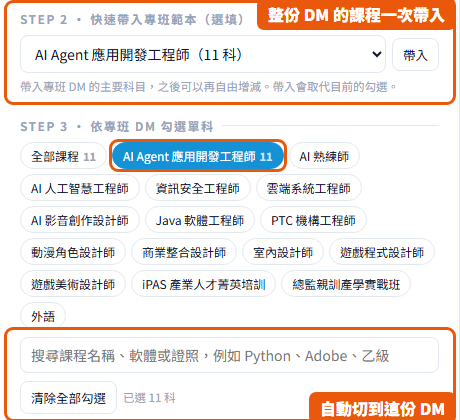 STEP 2 · 快速帶入專班範本（選填）
整份 DM 的課程一次帶入
AI Agent 應用開發工程師（11 科）
帶入
帶入專班 DM 的主要科目，之後可以再自由增減。帶入會取代目前的勾選。
STEP 3 · 依專班 DM 勾選單科
全部課程 11
AI Agent 應用開發工程師 11
AI 熟練師
AI 人工智慧工程師
資訊安全工程師
雲端系統工程師
AI 影音創作設計師
Java 軟體工程師
PTC 機構工程師
動漫角色設計師
商業整合設計師
室內設計師
遊戲程式設計師
遊戲美術設計師
iPAS 產業人才菁英培訓
總監親訓產學實戰班
外語
搜尋課程名稱、軟體或證照，例如 Python、Adobe、乙級
清除全部勾選
已選 11 科
自動切到這份 DM